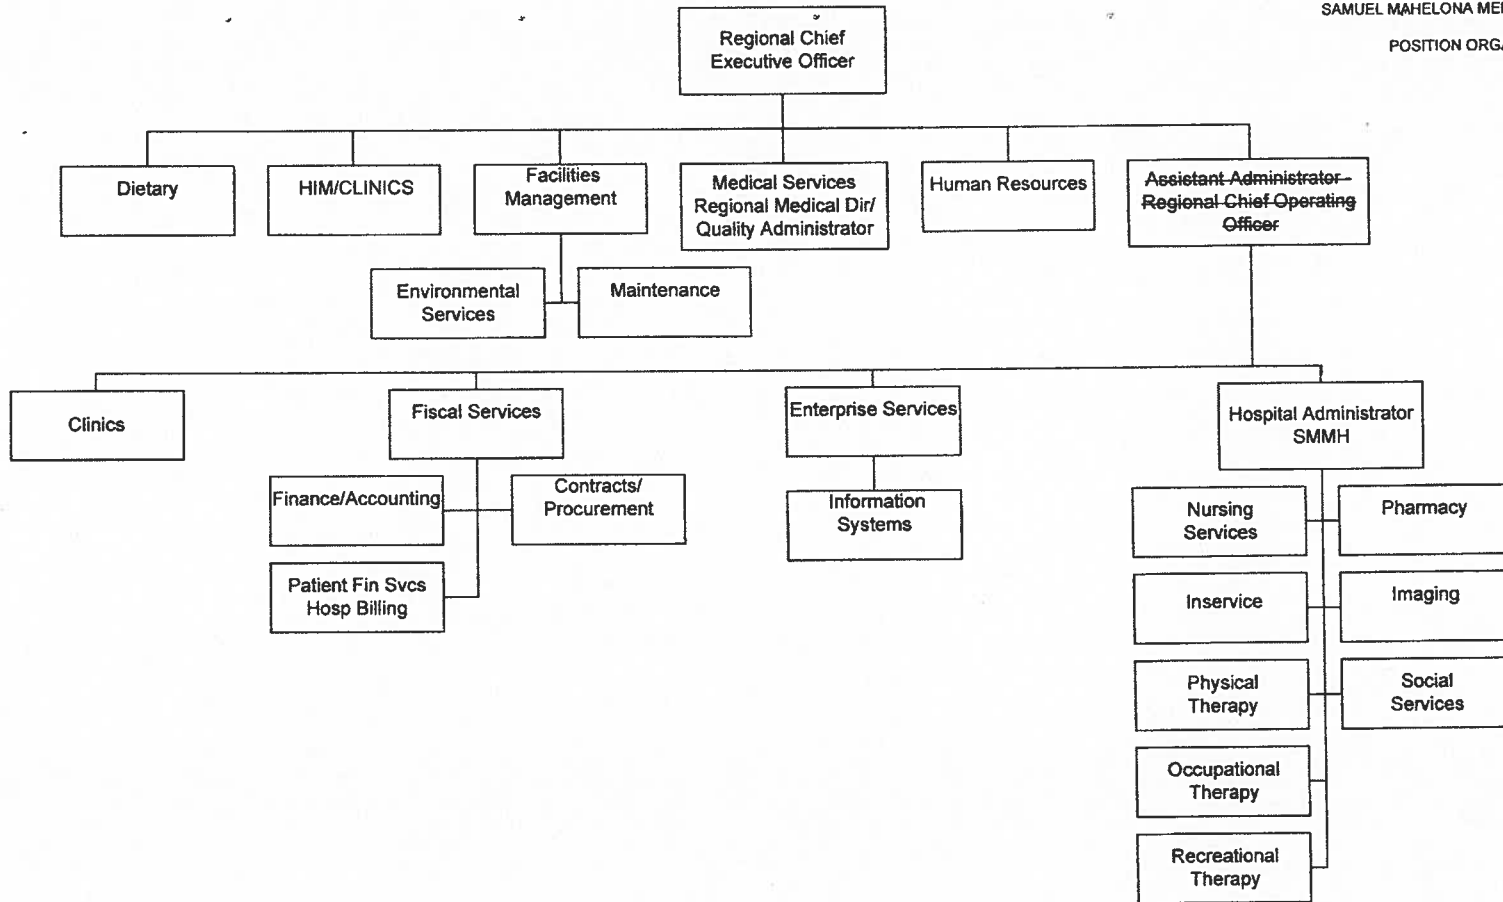 SAMUEL MAHELONA
POSITION
Regional Chief
Executive Officer
Dietary
HIM/CLINICS
Facilities
Management
Medical Services
Regional Medical Dir/
Quality Administrator
Human Resources
Assistant Administrator -
Regional Chief Operating
Officer
Environmental
Services
Maintenance
Clinics
Fiscal Services
Enterprise Services
Hospital Administrator
SMMH
Finance/Accounting
Contracts/
Procurement
Information
Systems
Nursing
Services
Pharmacy
Patient Fin Svcs
Hosp Billing
Inservice
Imaging
Physical
Therapy
Social
Services
Occupational
Therapy
Recreational
Therapy